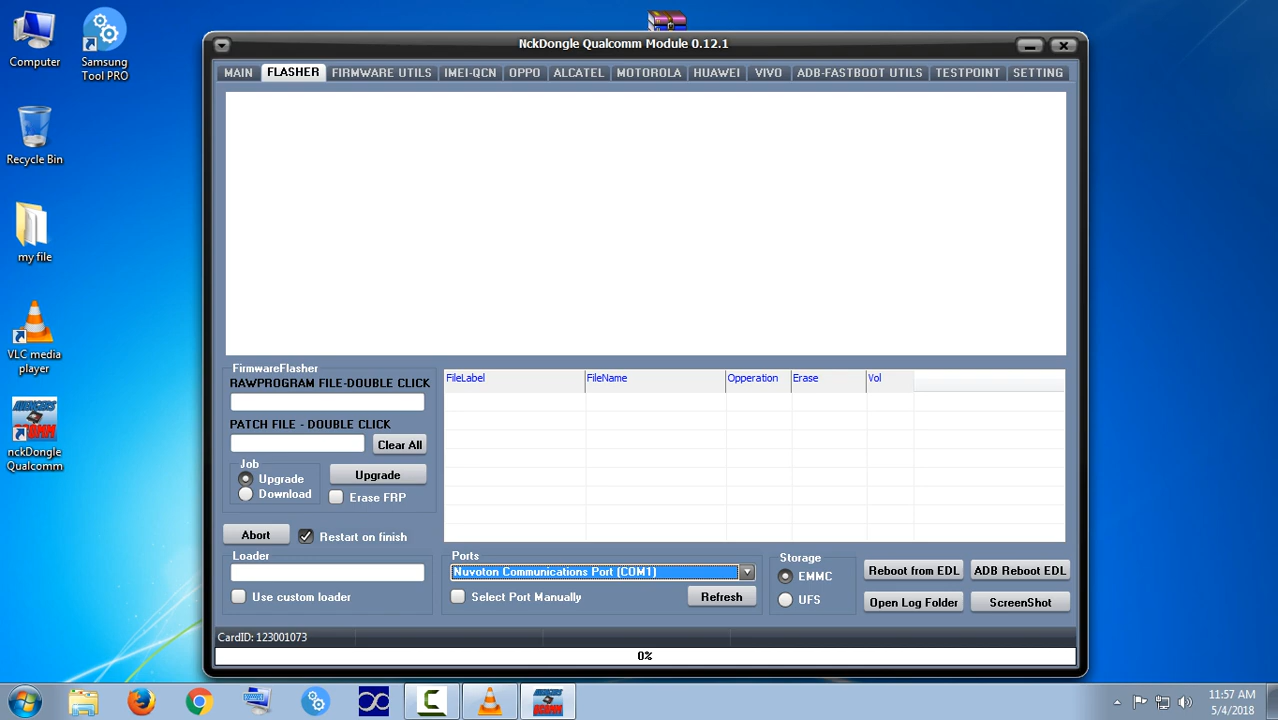 Computer
Samsung
Tool PRO
Recycle Bin
my file
VLC media
player
AVENGERS
QCOMM
nckDongle
Qualcomm
NckDongle Qualcomm Module 0.12.1
MAIN FLASHER FIRMWARE UTILS IMEI-QCN OPPO ALCATEL MOTOROLA HUAWEI VIVO ADB-FASTBOOT UTILS TESTPOINT SETTING
FirmwareFlasher
RAWPROGRAM FILE-DOUBLE CLICK
PATCH FILE - DOUBLE CLICK
Clear All
Job
Upgrade
Download
Upgrade
Erase FRP
Abort
Restart on finish
Loader
Use custom loader
FileLabel FileName Opperation Erase Vol
Ports
Nuvoton Communications Port (COM1)
Select Port Manually
Refresh
Storage
EMMC
UFS
Reboot from EDL
ADB Reboot EDL
Open Log Folder
ScreenShot
CardID: 123001073
0%
AVENGERS
QCOMM
11:57 AM
5/4/2018